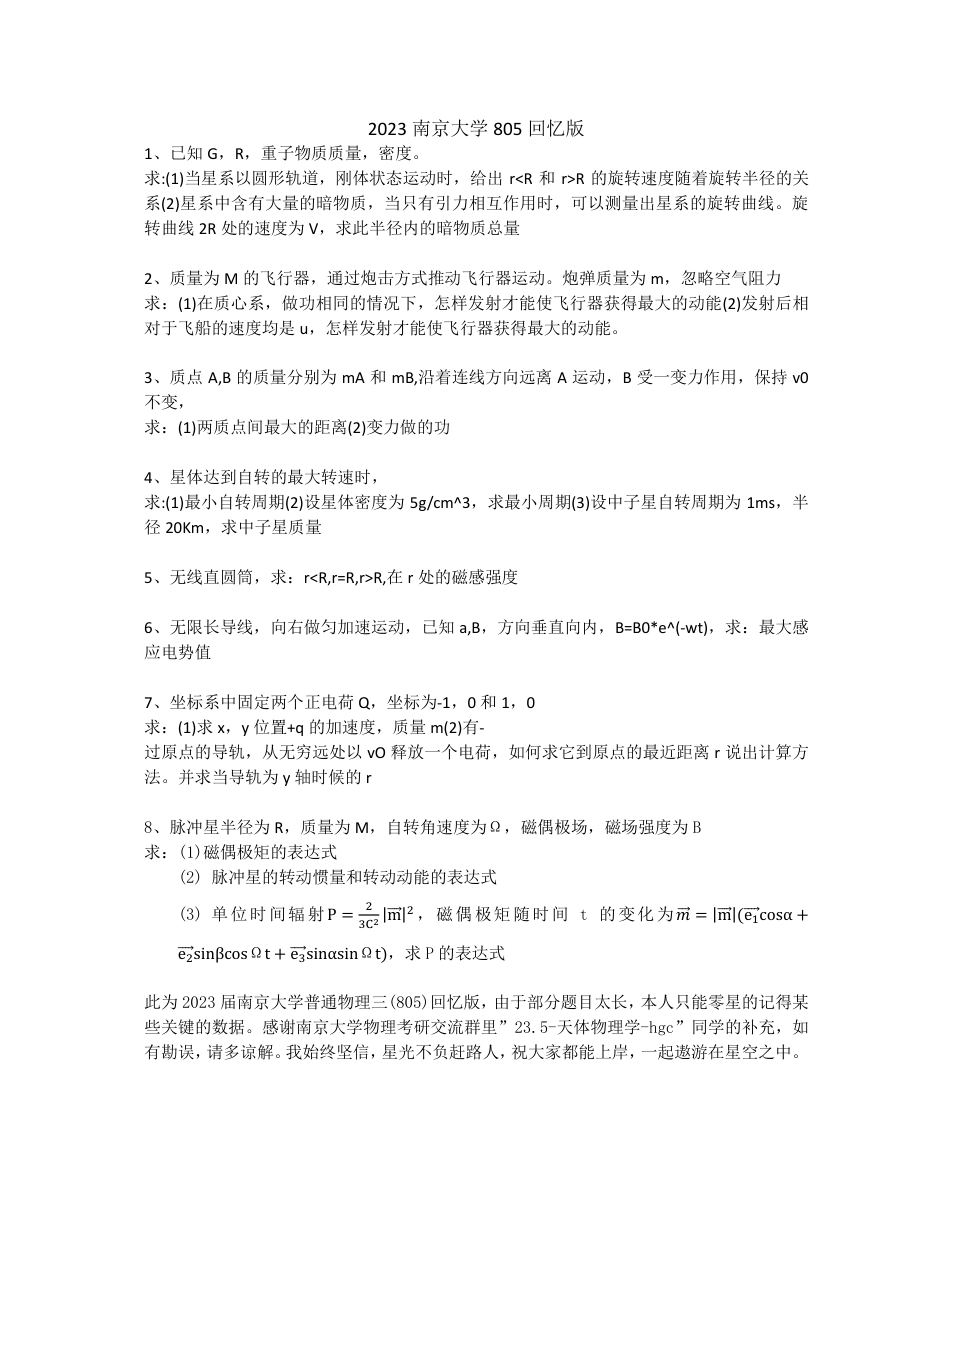 2023 南京大学 805 回忆版
1、已知 G，R，重子物质质量，密度。
求:(1)当星系以圆形轨道，刚体状态运动时，给出 r<R 和 r>R 的旋转速度随着旋转半径的关
系(2)星系中含有大量的暗物质，当只有引力相互作用时，可以测量出星系的旋转曲线。旋
转曲线 2R 处的速度为 V，求此半径内的暗物质总量
2、质量为 M 的飞行器，通过炮击方式推动飞行器运动。炮弹质量为 m，忽略空气阻力
求：(1)在质心系，做功相同的情况下，怎样发射才能使飞行器获得最大的动能(2)发射后相
对于飞船的速度均是 u，怎样发射才能使飞行器获得最大的动能。
3、质点 A,B 的质量分别为 mA 和 mB,沿着连线方向远离 A 运动，B 受一变力作用，保持 v0
不变，
求：(1)两质点间最大的距离(2)变力做的功
4、星体达到自转的最大转速时，
求:(1)最小自转周期(2)设星体密度为 5g/cm^3，求最小周期(3)设中子星自转周期为 1ms，半
径 20Km，求中子星质量
5、无线直圆筒，求：r<R,r=R,r>R,在 r 处的磁感强度
6、无限长导线，向右做匀加速运动，已知 a,B，方向垂直向内，B=B0*e^(-wt)，求：最大感
应电势值
7、坐标系中固定两个正电荷 Q，坐标为-1，0 和 1，0
求：(1)求 x，y 位置+q 的加速度，质量 m(2)有-
过原点的导轨，从无穷远处以 vO 释放一个电荷，如何求它到原点的最近距离 r 说出计算方
法。并求当导轨为 y 轴时候的 r
8、脉冲星半径为 R，质量为 M，自转角速度为Ω，磁偶极场，磁场强度为 B
求：(1)磁偶极矩的表达式
(2) 脉冲星的转动惯量和转动动能的表达式
(3) 单位时间辐射 $P = \frac{2}{3C^2}|\vec{m}|^2$，磁偶极矩随时间 t 的变化为 $\vec{m} = |\vec{m}|(\vec{e_1}\cos\alpha +$
$\vec{e_2}\sin\beta\cos\Omega t + \vec{e_3}\sin\alpha\sin\Omega t)$，求 P 的表达式
此为 2023 届南京大学普通物理三(805)回忆版，由于部分题目太长，本人只能零星的记得某
些关键的数据。感谢南京大学物理考研交流群里”23.5-天体物理学-hgc”同学的补充，如
有勘误，请多谅解。我始终坚信，星光不负赶路人，祝大家都能上岸，一起遨游在星空之中。